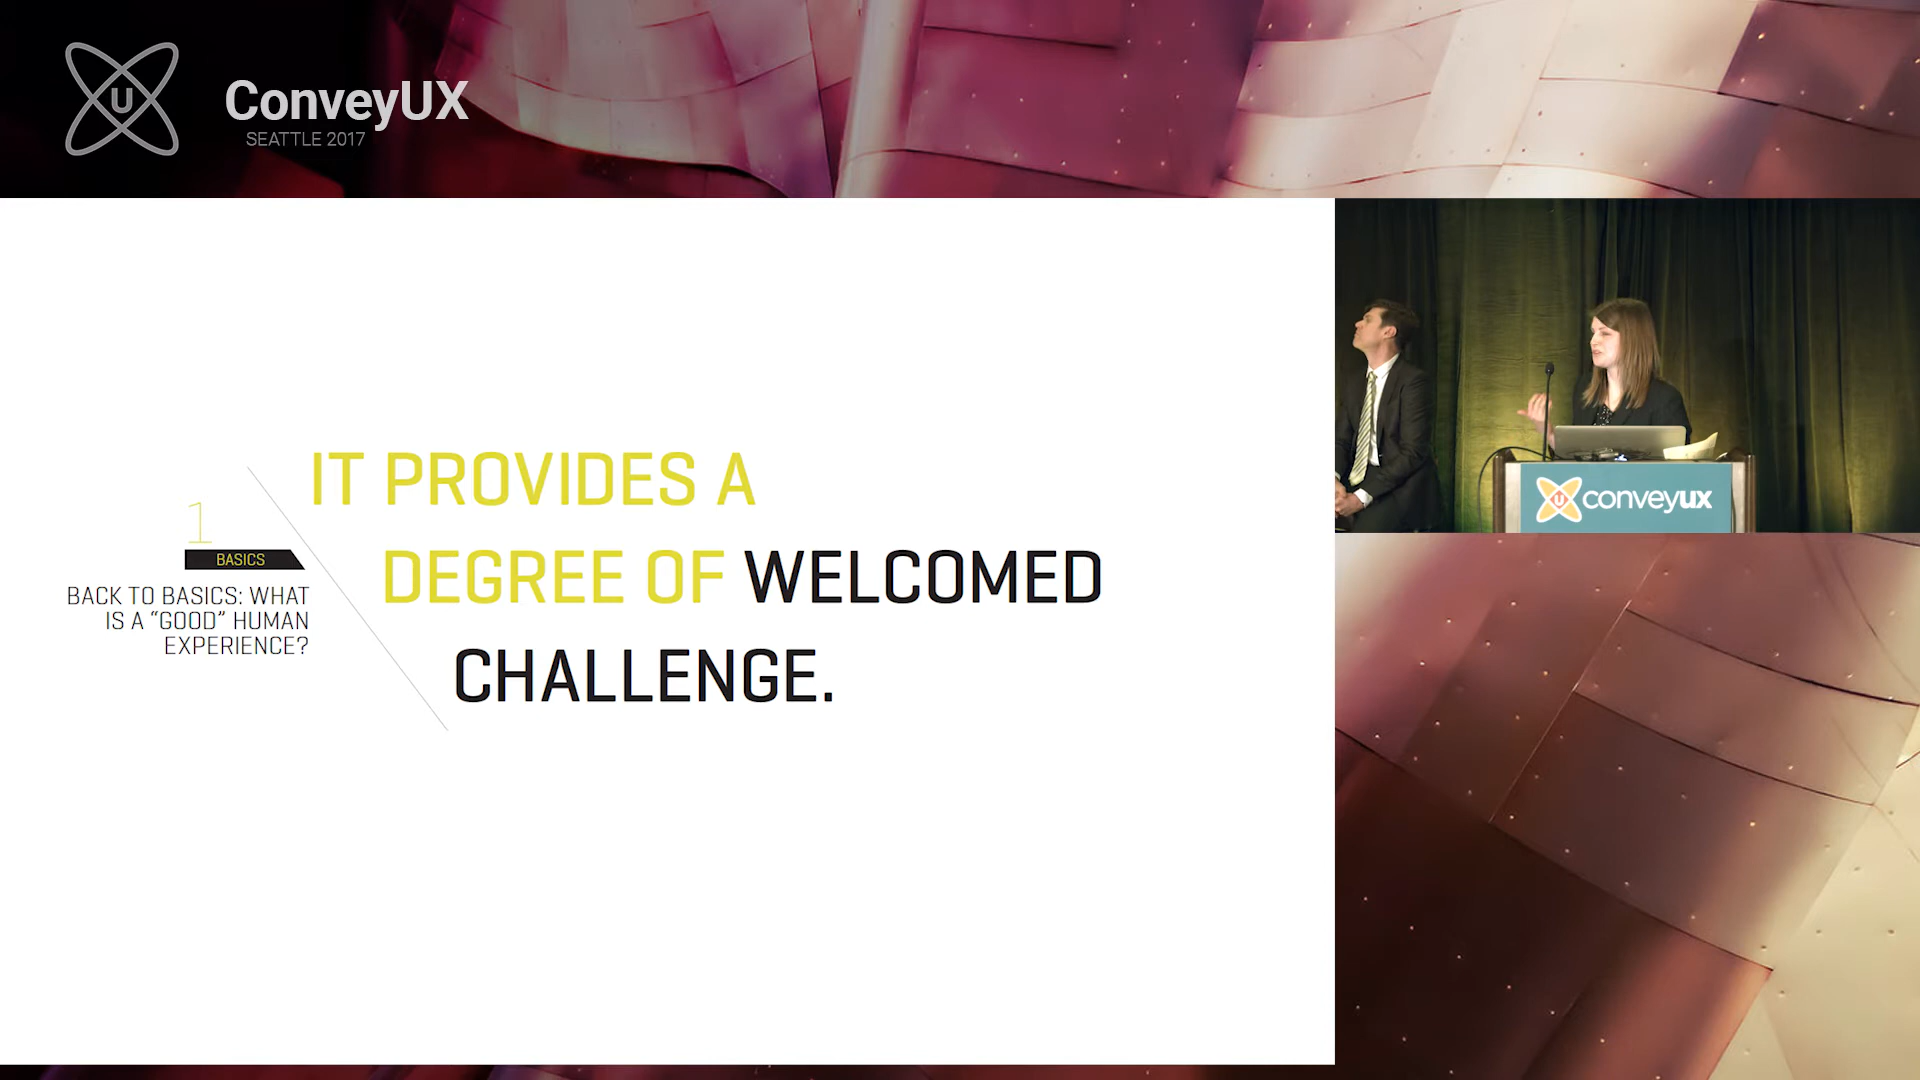 U
ConveyUX
SEATTLE 2017
1
BASICS
BACK TO BASICS: WHAT
IS A “GOOD” HUMAN
EXPERIENCE?
IT PROVIDES A
DEGREE OF WELCOMED
CHALLENGE.
U conveyux